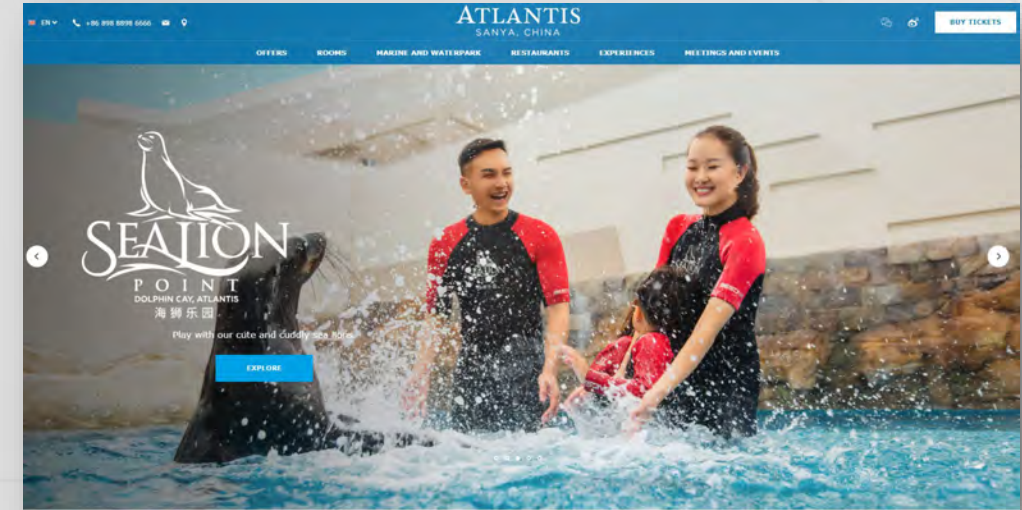 EN
+86 898 8898 6666
ATLANTIS
SANYA, CHINA
BUY TICKETS
OFFERS
ROOMS
MARINE AND WATERPARK
RESTAURANTS
EXPERIENCES
MEETINGS AND EVENTS
SEALION
POINT
DOLPHIN CAY, ATLANTIS
海狮乐园
Play with our cute and cuddly sea lions
EXPLORE